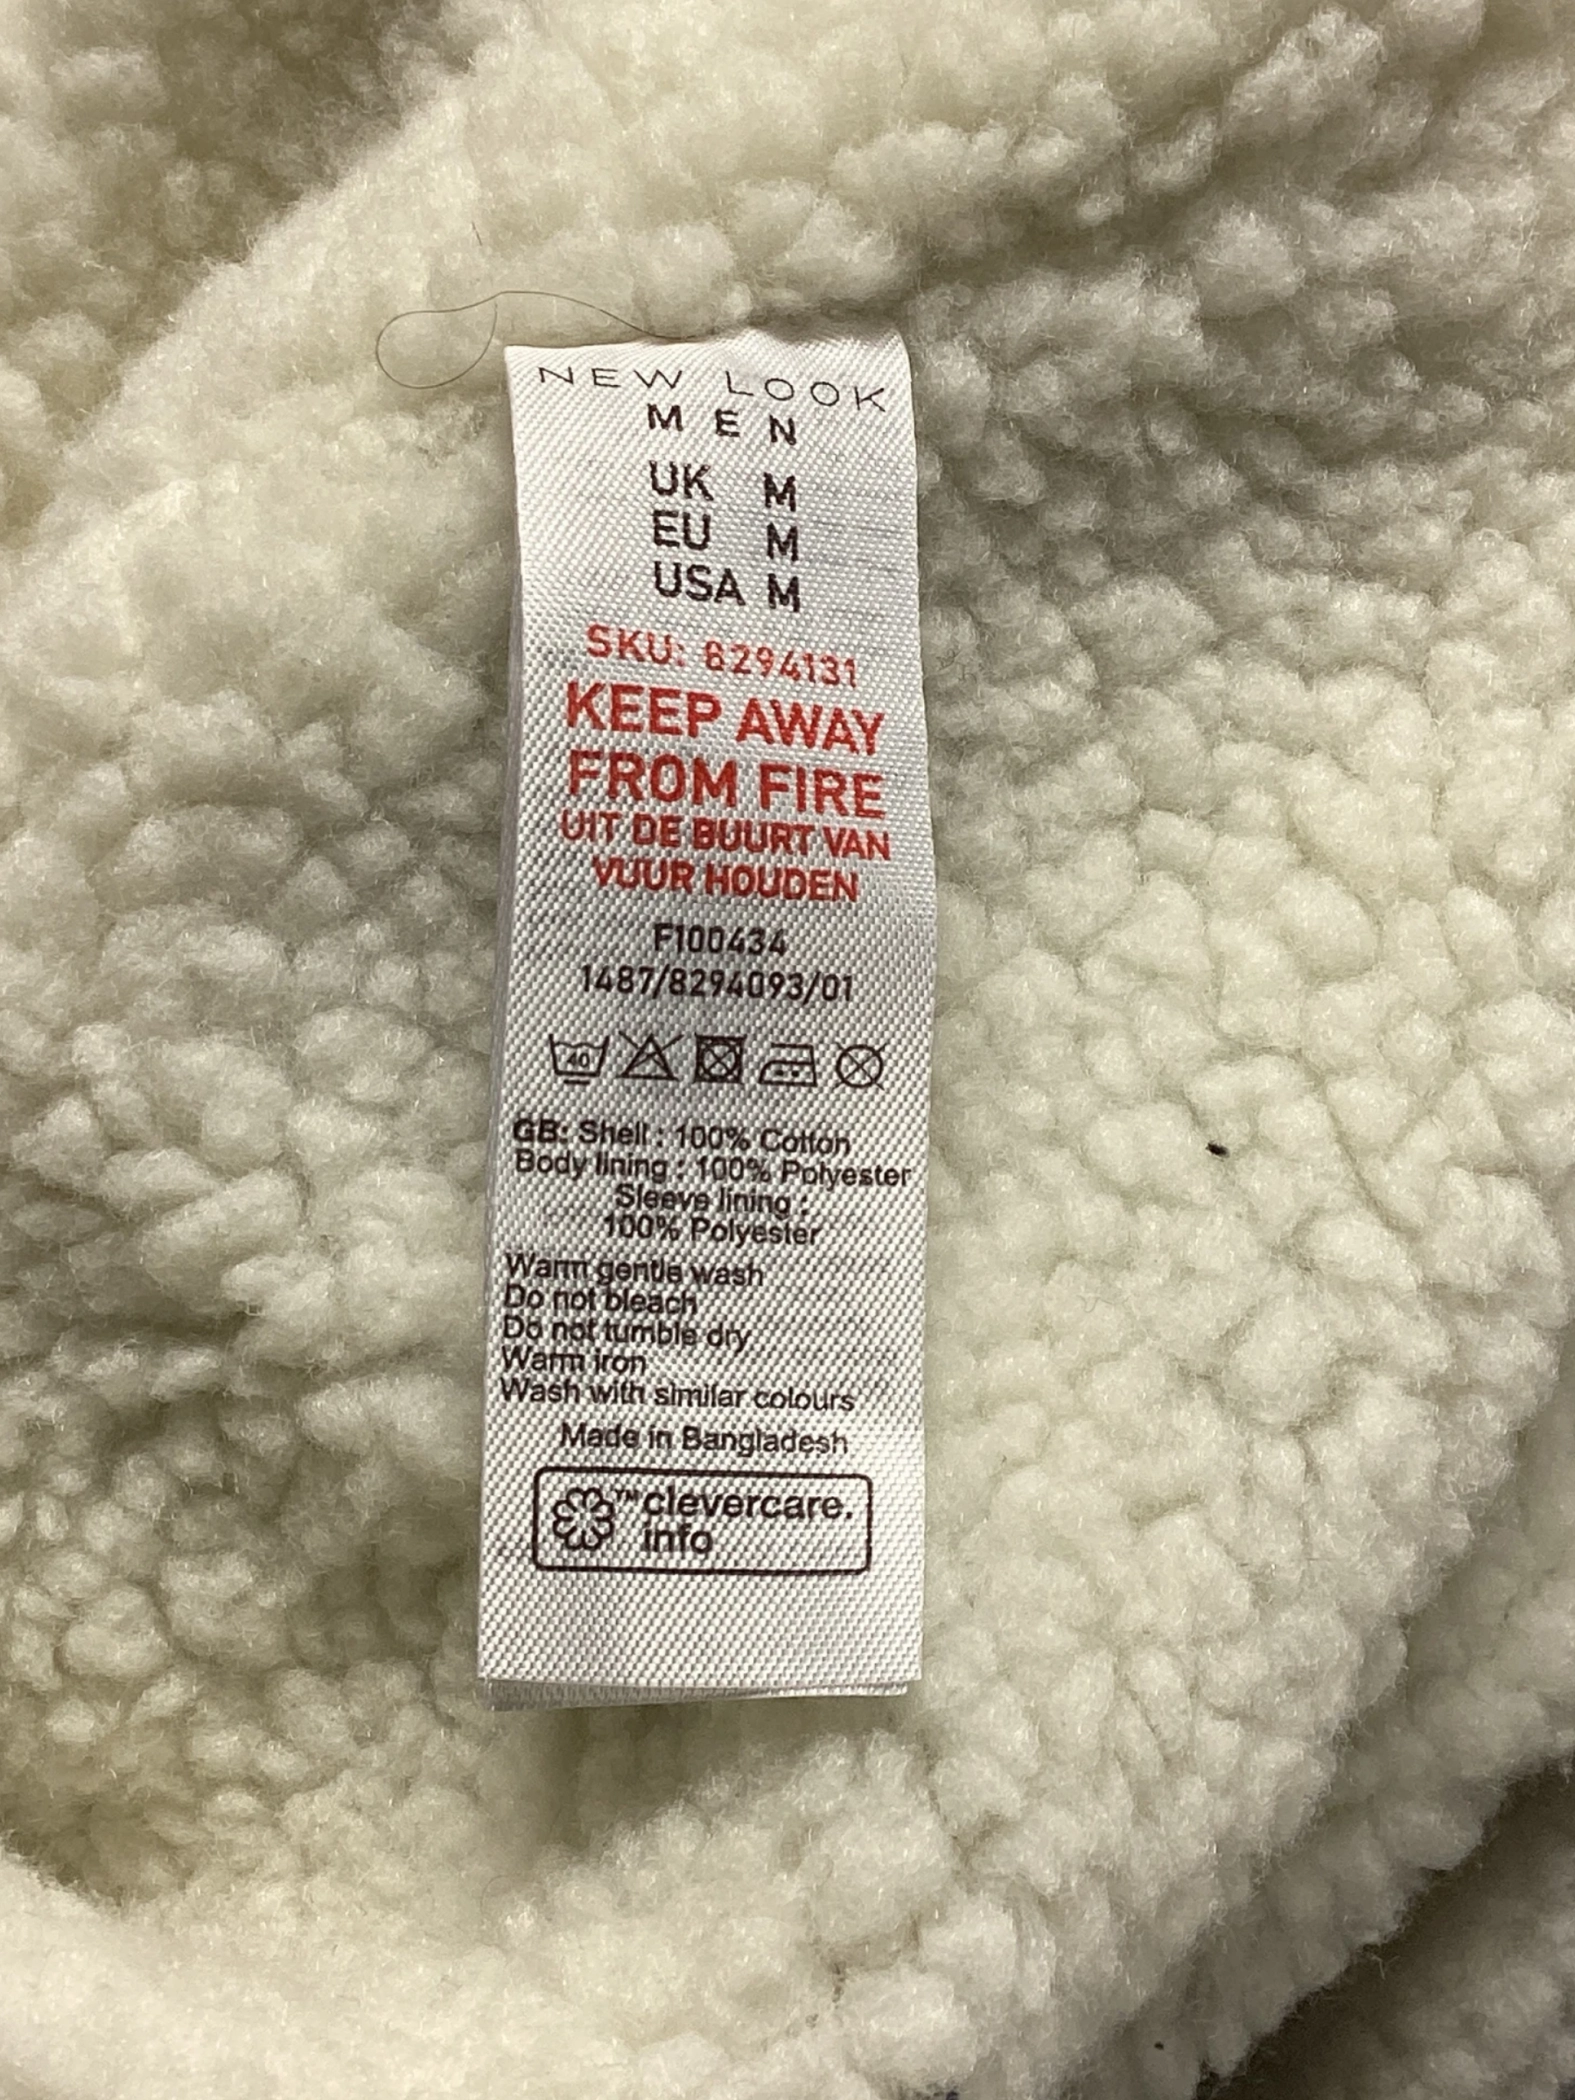 NEW LOOK
MEN
UK M
EU M
USA M
SKU: 8294131
KEEP AWAY
FROM FIRE
UIT DE BUURT VAN
VUUR HOUDEN
F100434
1487/8294093/01
40
GB: Shell : 100% Cotton
Body lining : 100% Polyester
Sleeve lining :
100% Polyester
Warm gentle wash
Do not bleach
Do not tumble dry
Warm iron
Wash with similar colours
Made in Bangladesh
™clevercare.
info